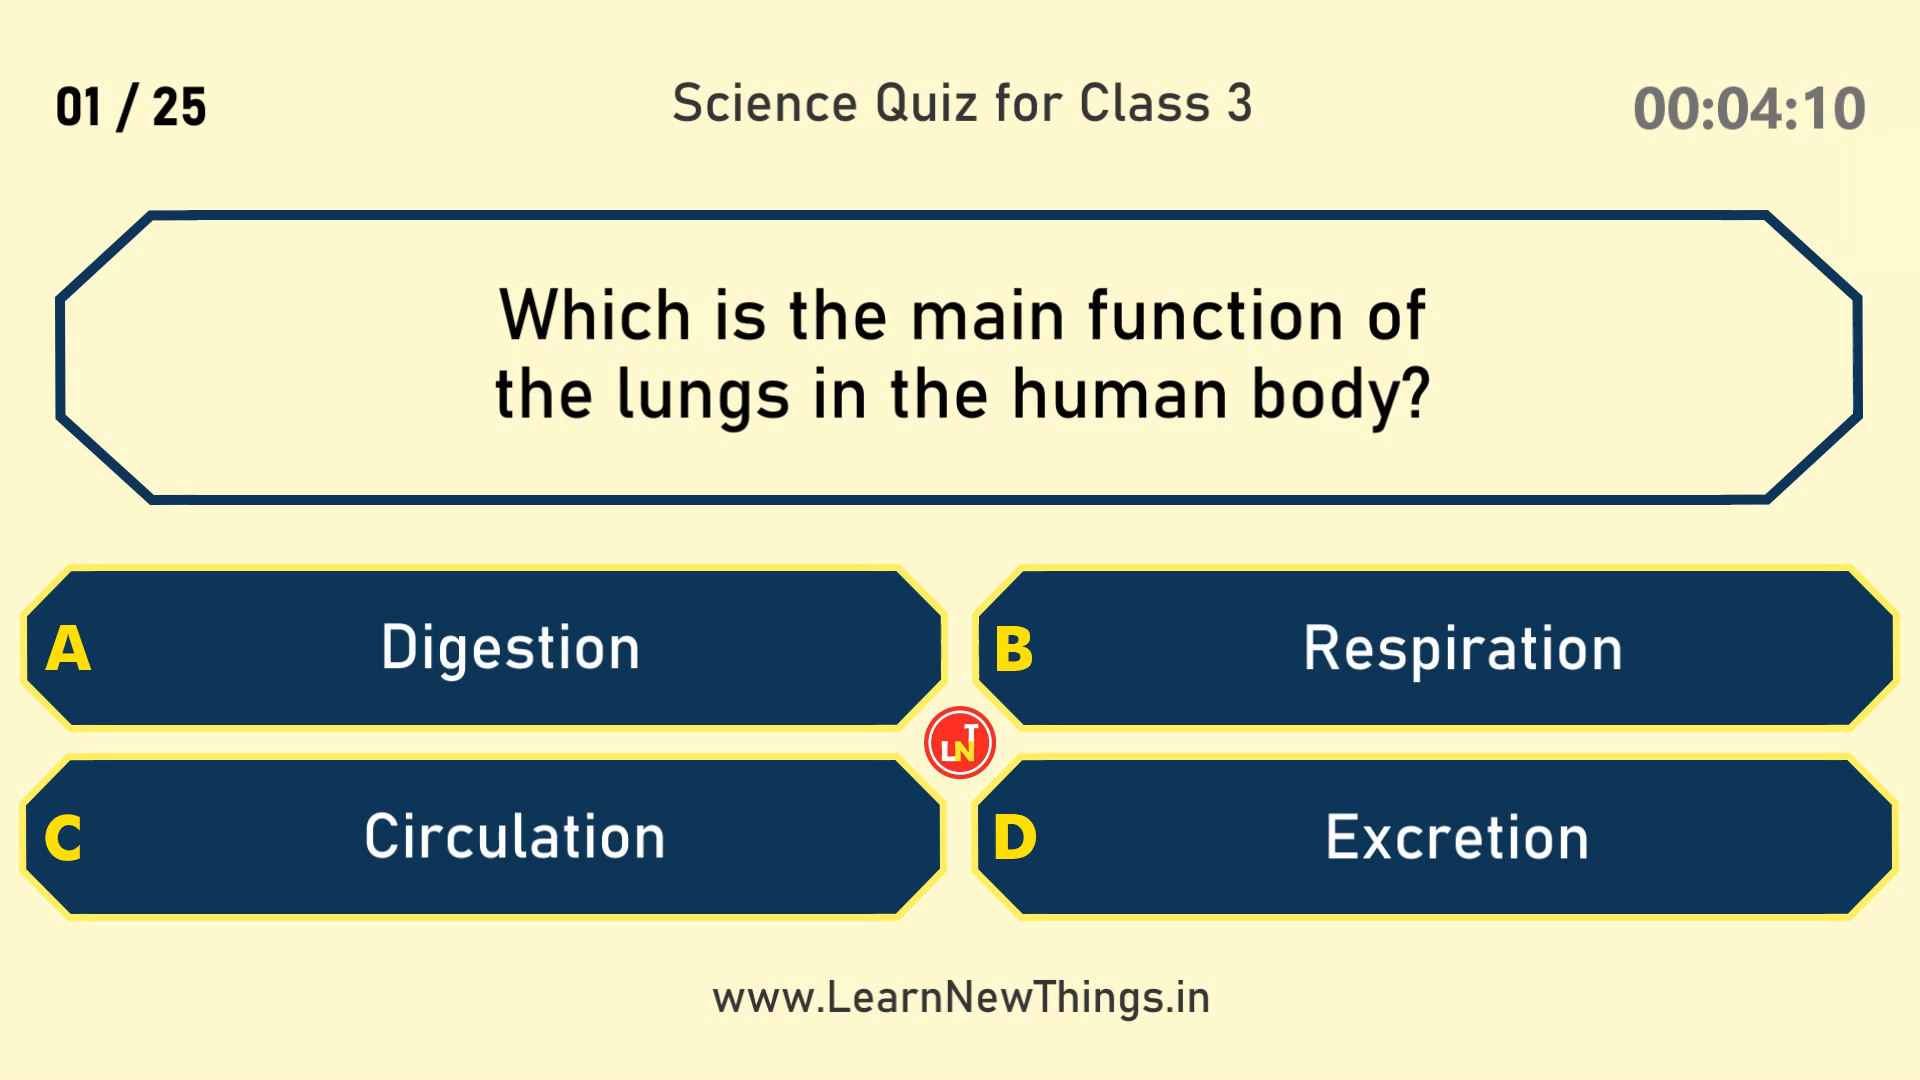 01 / 25
Science Quiz for Class 3
00:04:10
Which is the main function of
the lungs in the human body?
A Digestion
B Respiration
LNT
C Circulation
D Excretion
www.LearnNewThings.in